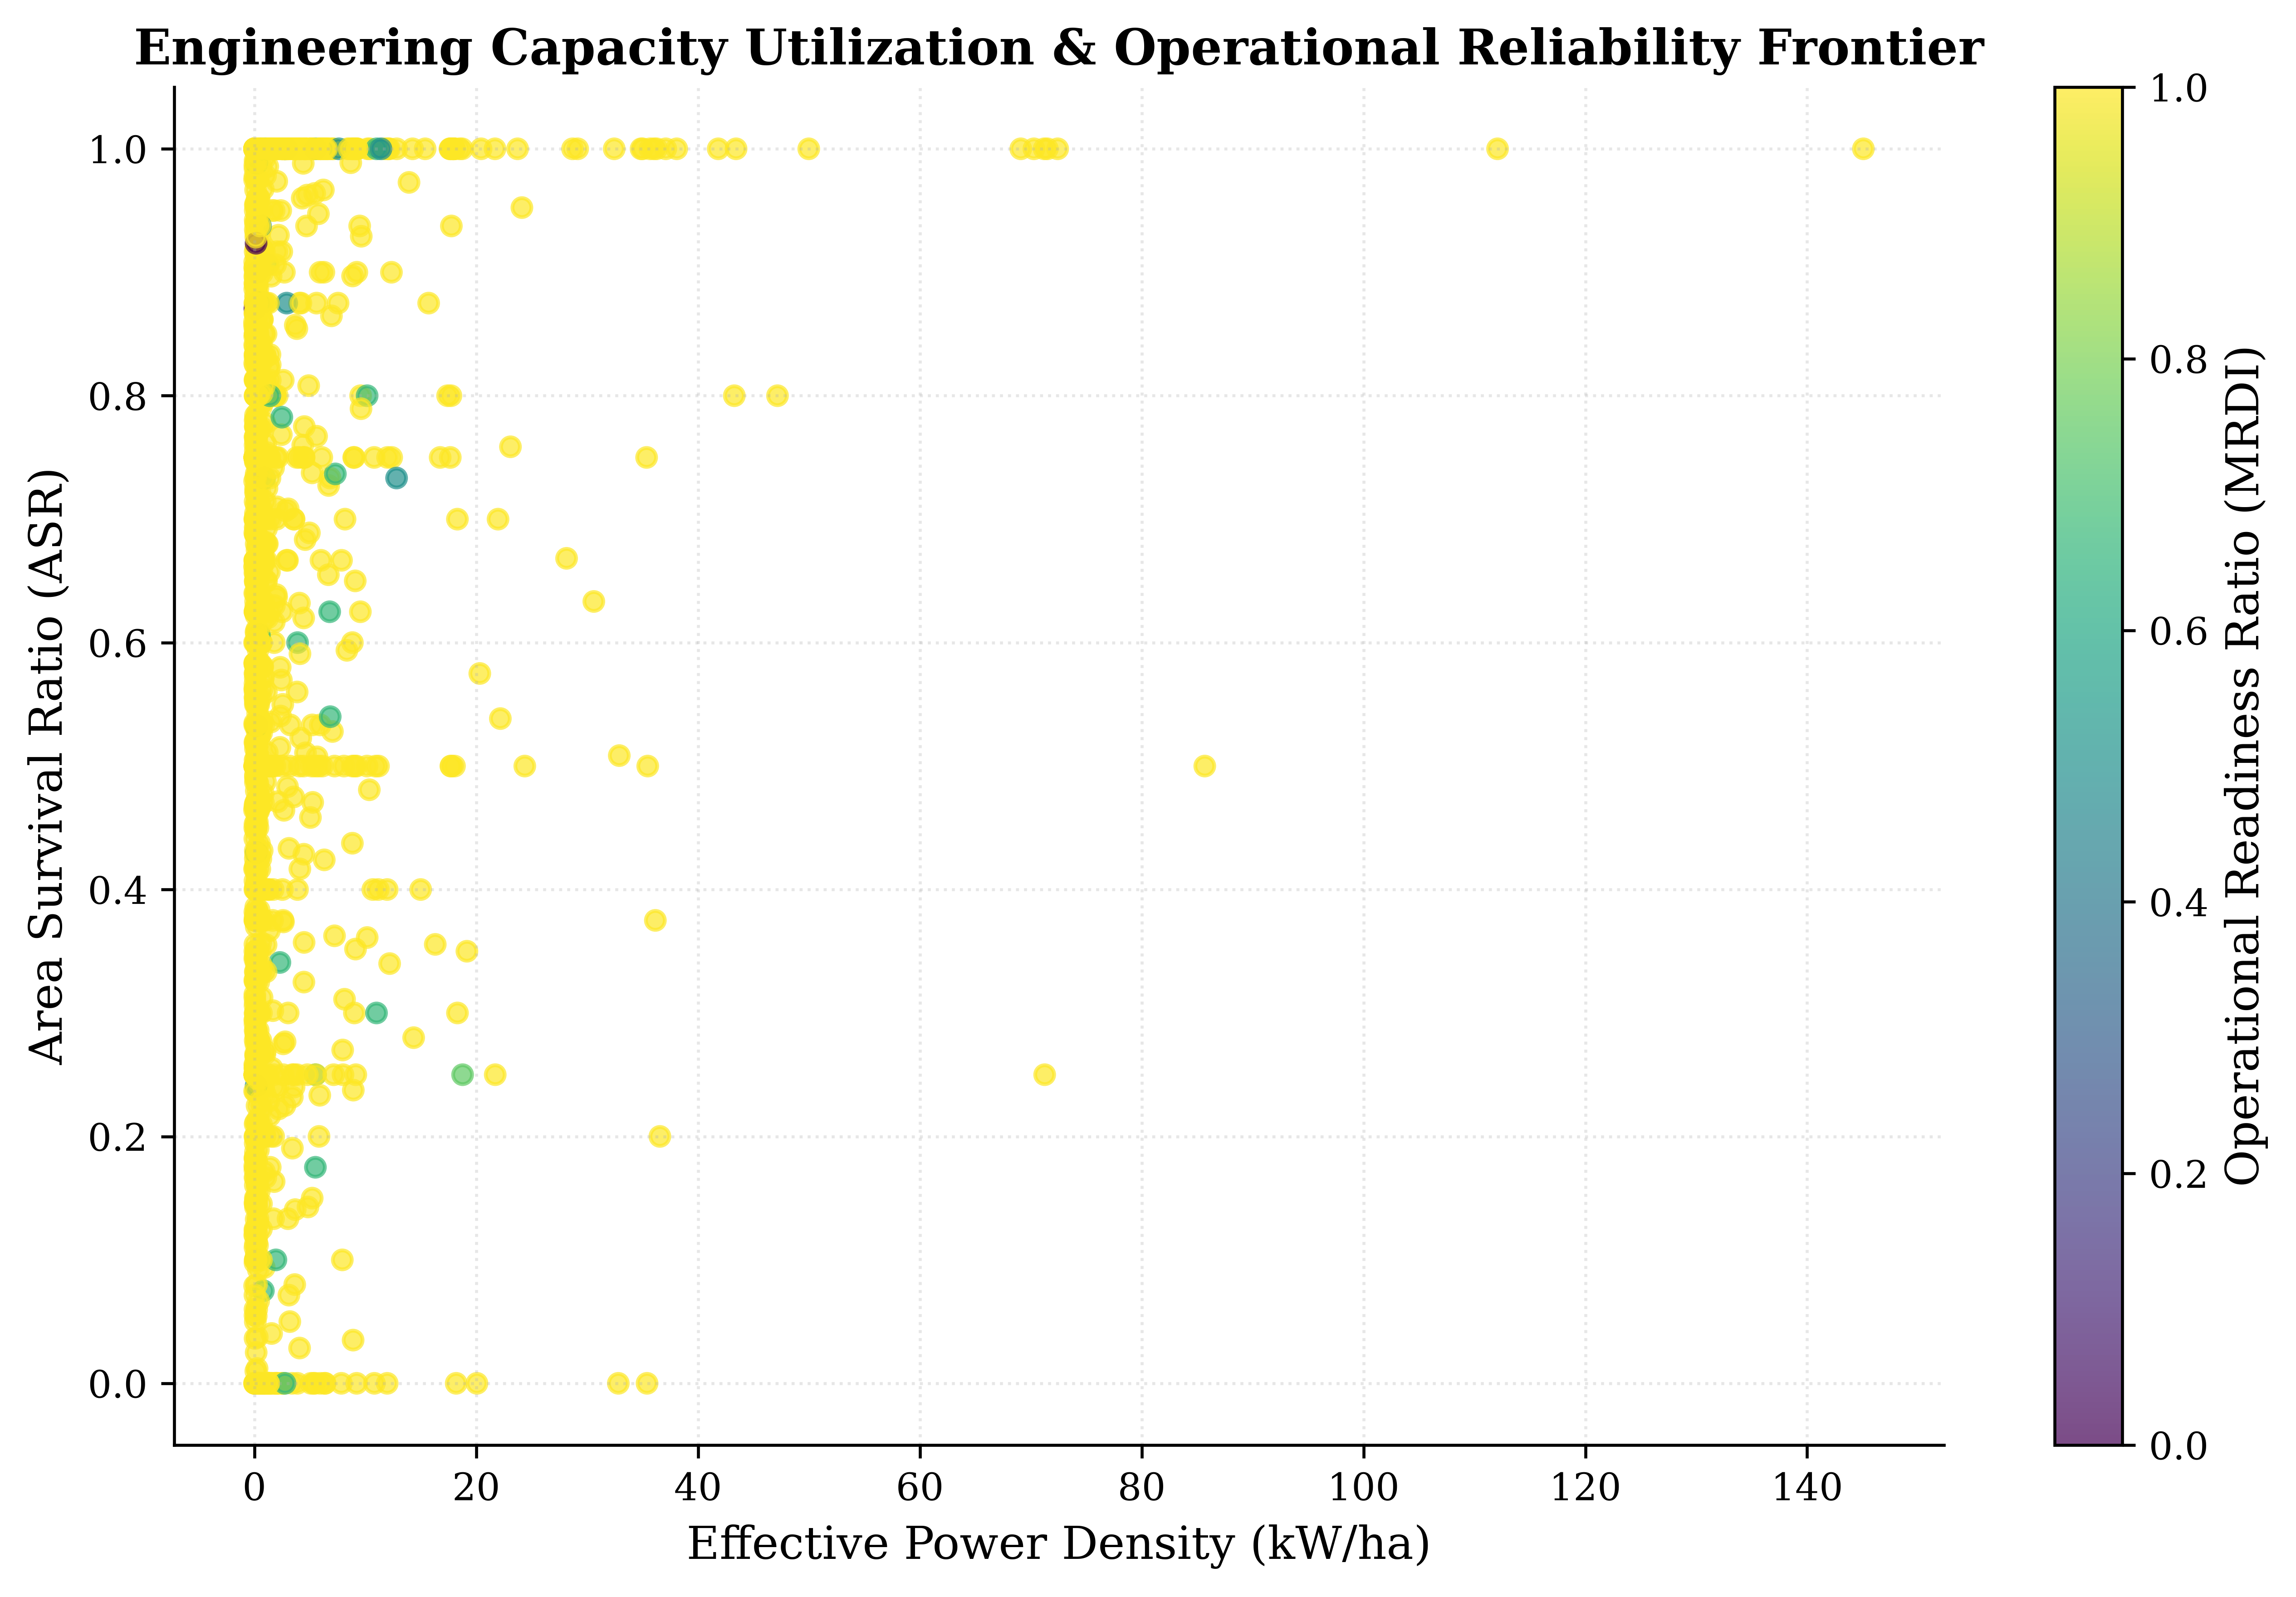 Engineering Capacity Utilization & Operational Reliability Frontier
Area Survival Ratio (ASR)
1.0
0.8
0.6
0.4
0.2
0.0
0 20 40 60 80 100 120 140
Effective Power Density (kW/ha)
1.0
0.8
0.6
0.4
0.2
0.0
Operational Readiness Ratio (MRDI)